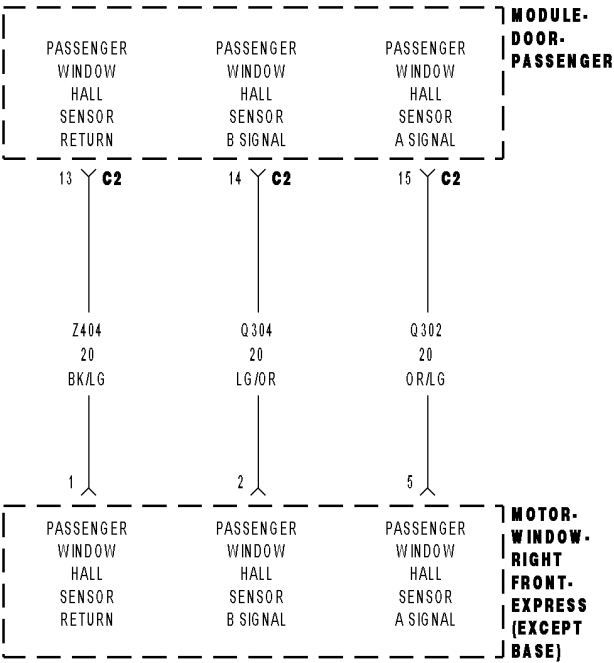 MODULE-
DOOR-
PASSENGER
PASSENGER
WINDOW
HALL
SENSOR
RETURN
PASSENGER
WINDOW
HALL
SENSOR
B SIGNAL
PASSENGER
WINDOW
HALL
SENSOR
A SIGNAL
13 C2
14 C2
15 C2
Z404
20
BK/LG
Q304
20
LG/OR
Q302
20
OR/LG
1
2
5
PASSENGER
WINDOW
HALL
SENSOR
RETURN
PASSENGER
WINDOW
HALL
SENSOR
B SIGNAL
PASSENGER
WINDOW
HALL
SENSOR
A SIGNAL
MOTOR-
WINDOW-
RIGHT
FRONT-
EXPRESS
(EXCEPT
BASE)